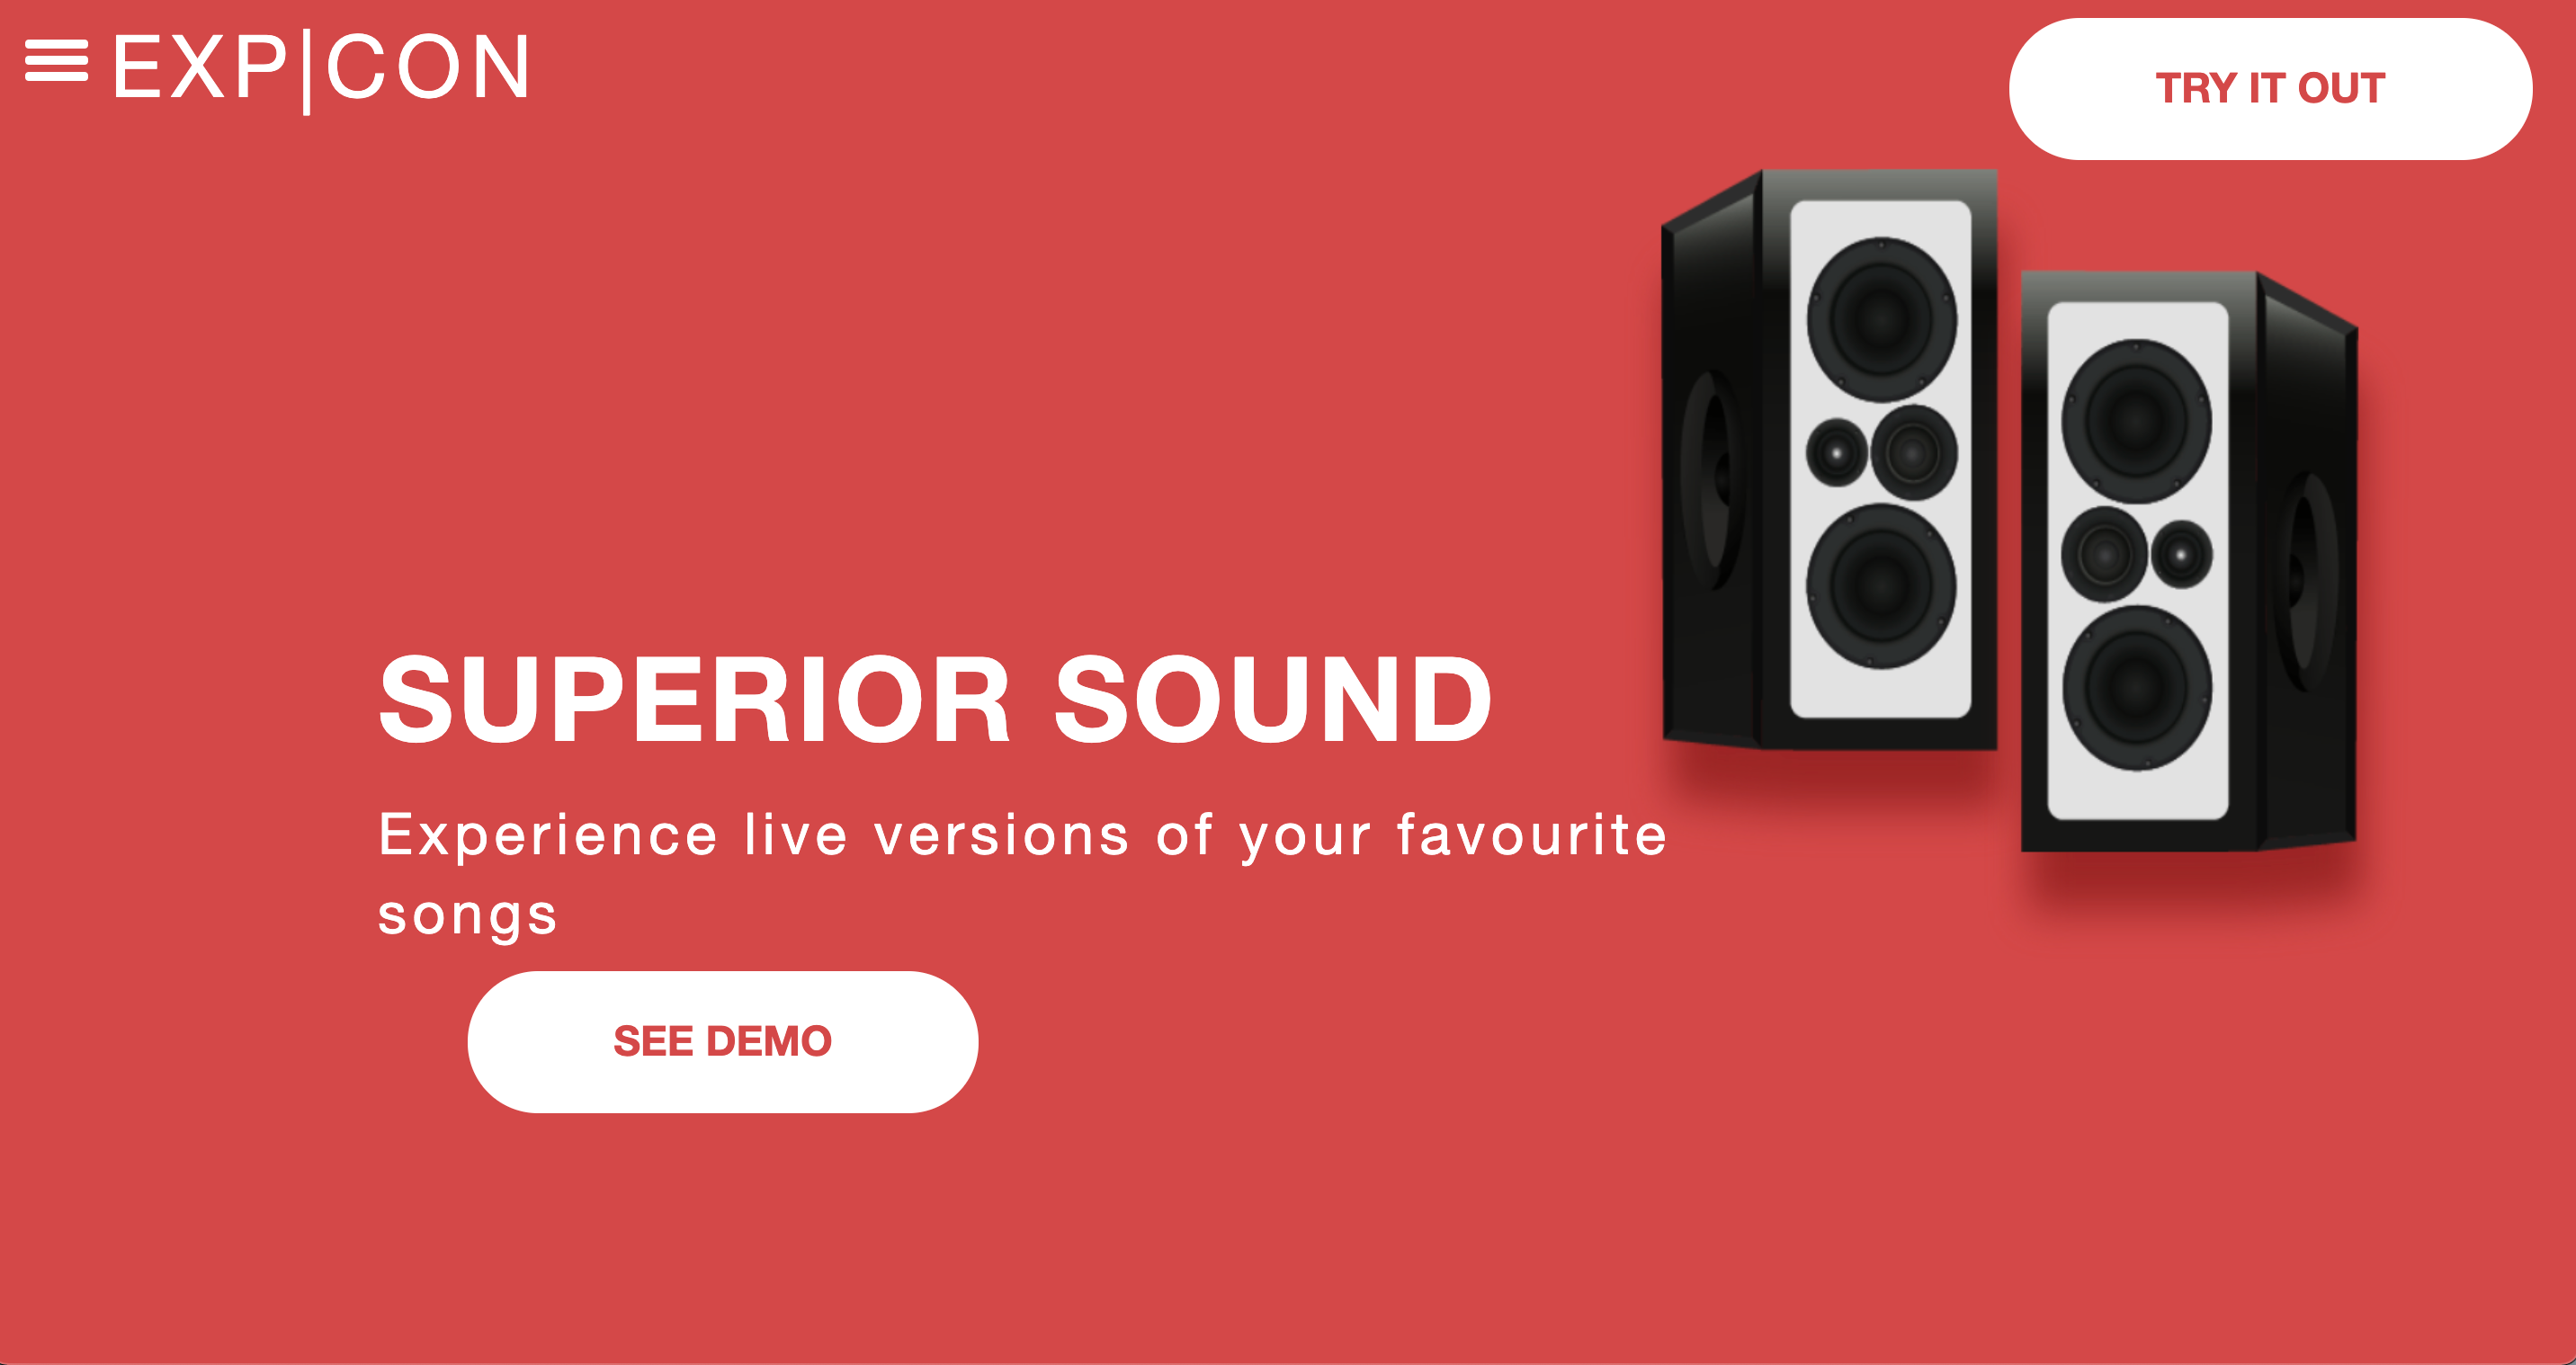 EXP|CON
TRY IT OUT
SUPERIOR SOUND
Experience live versions of your favourite
songs
SEE DEMO